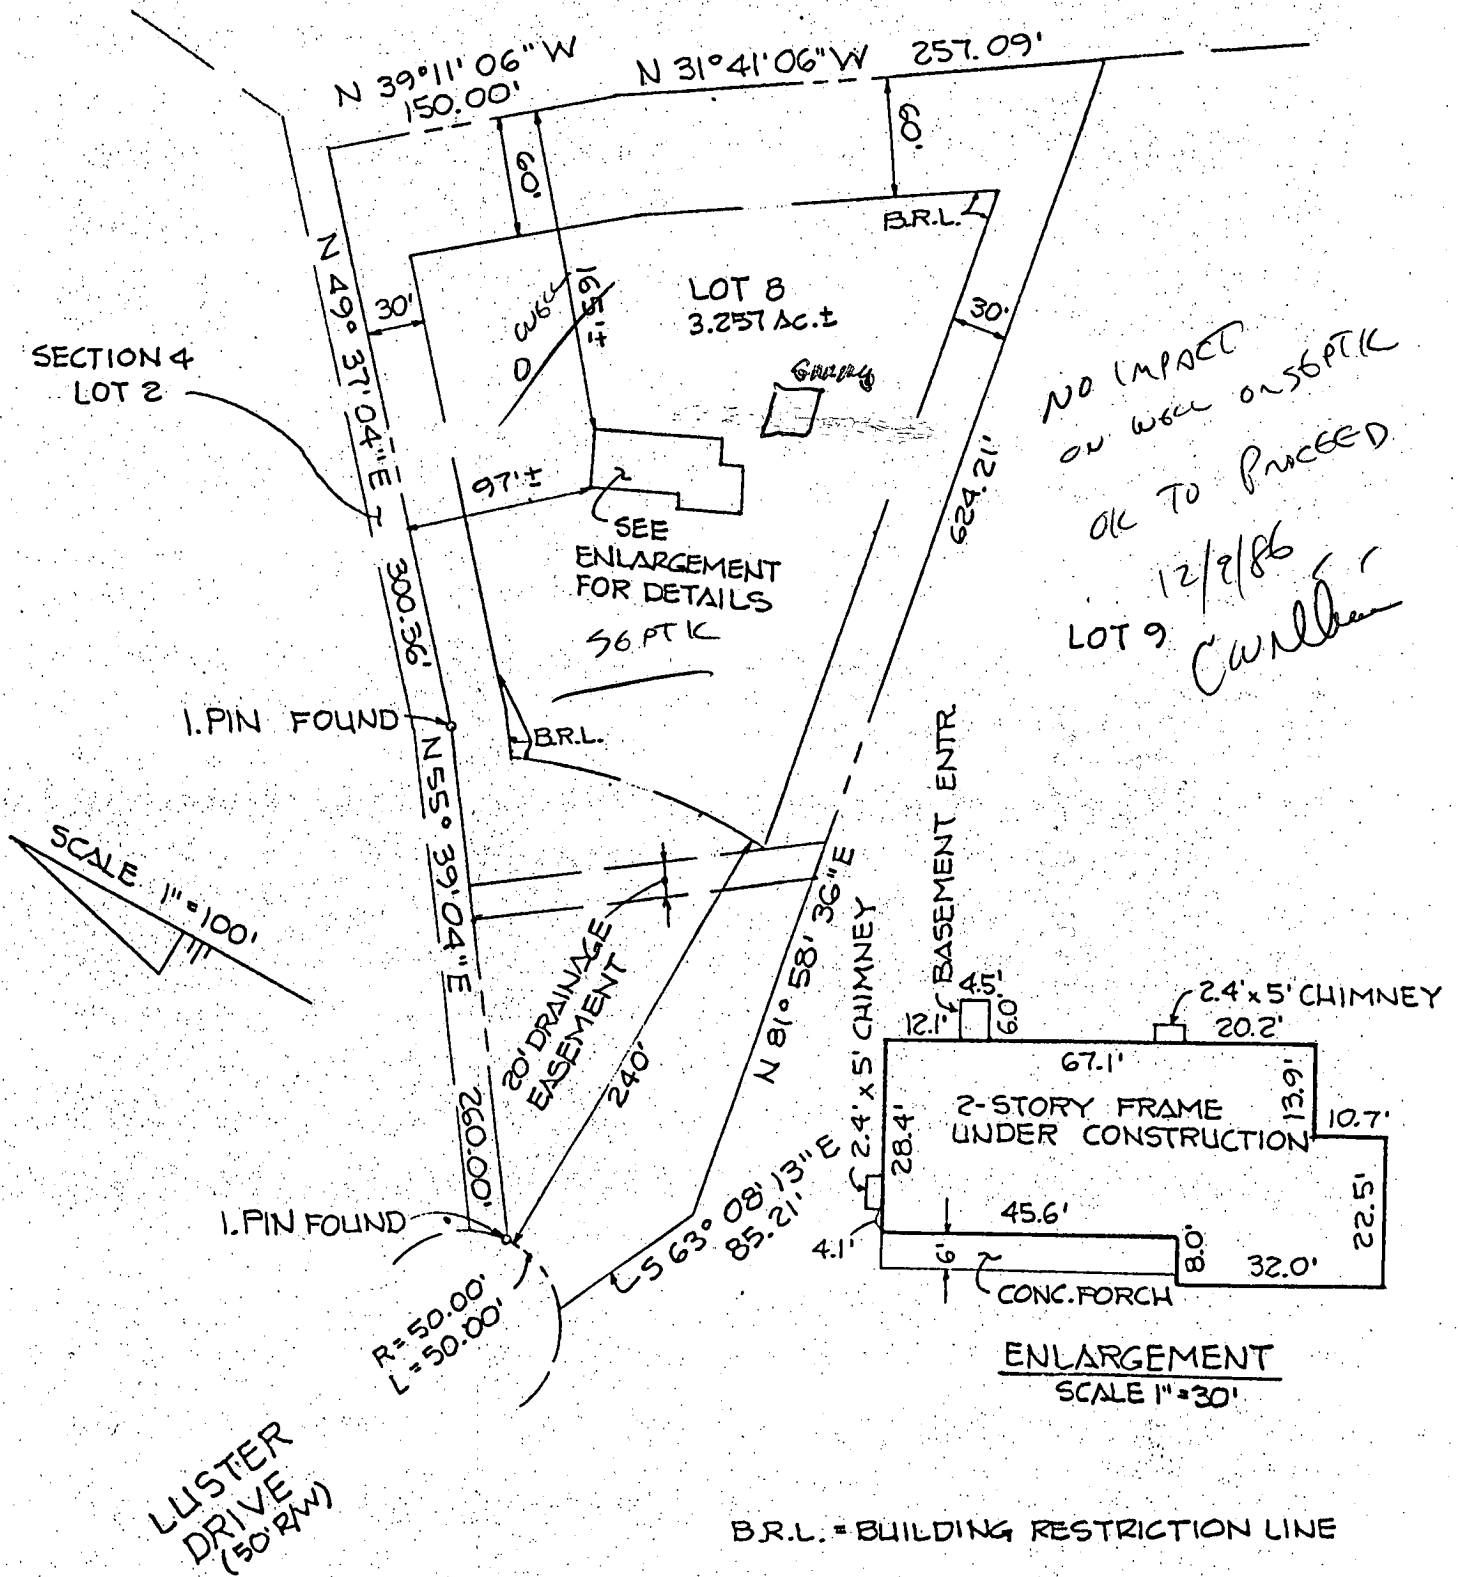 N 39°11'06"W
150.00'
N 31°41'06"W 257.09'
60'
60'
B.R.L.
N 49° 37' 04"E 300.36'
30'
WELL
165'±
LOT 8
3.257 AC.±
30'
SECTION 4
LOT 2
NO IMPACT
ON WELL OR SEPTIC
OK TO PROCEED
12/9/86
97'±
SEE
ENLARGEMENT
FOR DETAILS
SEPTIC
624.21'
LOT 9
I.PIN FOUND
B.R.L.
N 55° 39' 04"E 260.00'
SCALE 1"=100'
20' DRAINAGE
EASEMENT
240'
N 81° 58' 36"E
2.4' x 5' CHIMNEY
BASEMENT ENTR
12.1'
4.5'
6.0'
2.4' x 5' CHIMNEY
20.2'
67.1'
13.9'
2-STORY FRAME
UNDER CONSTRUCTION
10.7'
28.4'
22.5'
45.6'
4.1'
6'
8.0'
32.0'
CONC. PORCH
I.PIN FOUND
S 63° 08' 13" E
85.21'
R=50.00'
L=50.00'
ENLARGEMENT
SCALE 1"=30'
LUSTER
DRIVE
(50' R/W)
B.R.L. = BUILDING RESTRICTION LINE